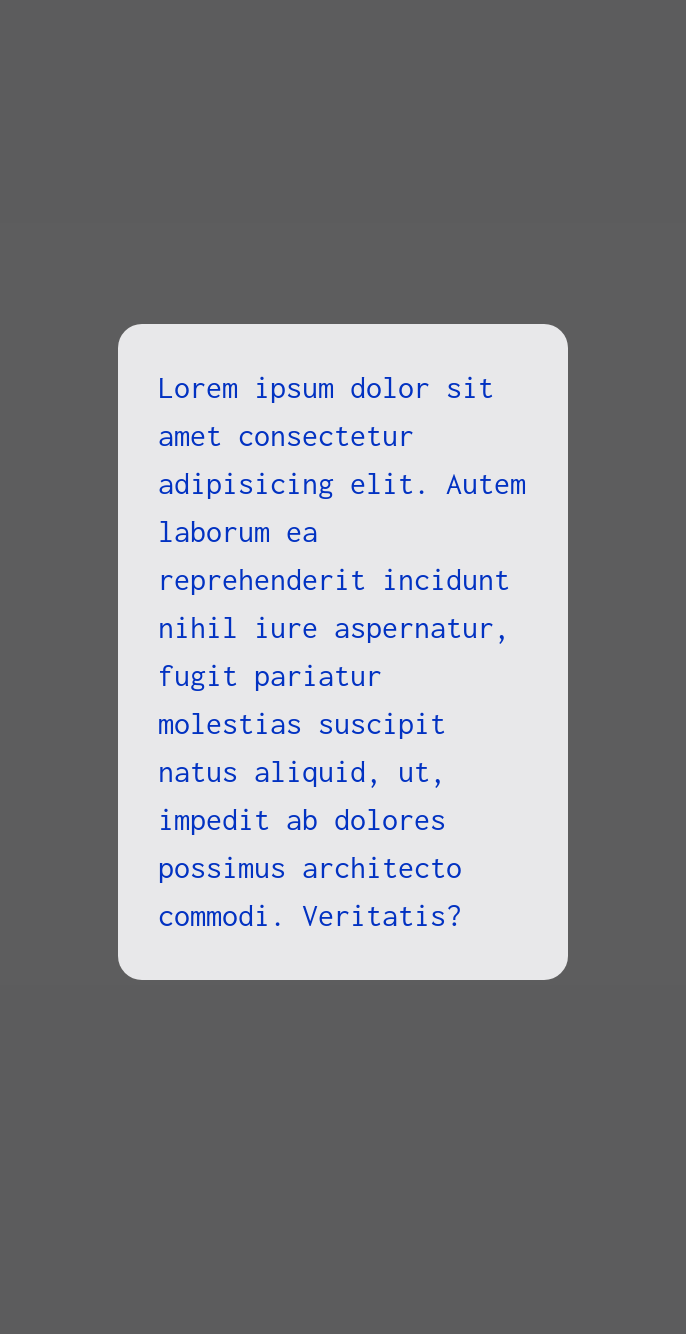 Lorem ipsum dolor sit
amet consectetur
adipisicing elit. Autem
laborum ea
reprehenderit incidunt
nihil iure aspernatur,
fugit pariatur
molestias suscipit
natus aliquid, ut,
impedit ab dolores
possimus architecto
commodi. Veritatis?